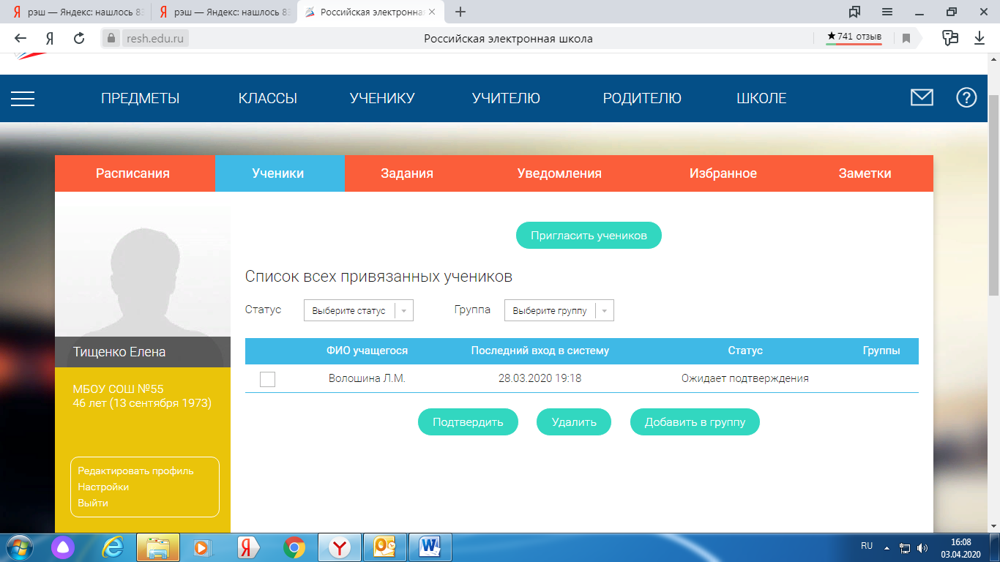 рэш — Яндекс: нашлось 8 рэш — Яндекс: нашлось 8 Российская электронна
Я resh.edu.ru Российская электронная школа ★741 отзыв
ПРЕДМЕТЫ КЛАССЫ УЧЕНИКУ УЧИТЕЛЮ РОДИТЕЛЮ ШКОЛЕ
Расписания Ученики Задания Уведомления Избранное Заметки
Пригласить учеников
Список всех привязанных учеников
Статус Выберите статус Группа Выберите группу
ФИО учащегося Последний вход в систему Статус Группы
Волошина Л.М. 28.03.2020 19:18 Ожидает подтверждения
Подтвердить Удалить Добавить в группу
Тищенко Елена
МБОУ СОШ №55
46 лет (13 сентября 1973)
Редактировать профиль
Настройки
Выйти
RU 16:08
03.04.2020